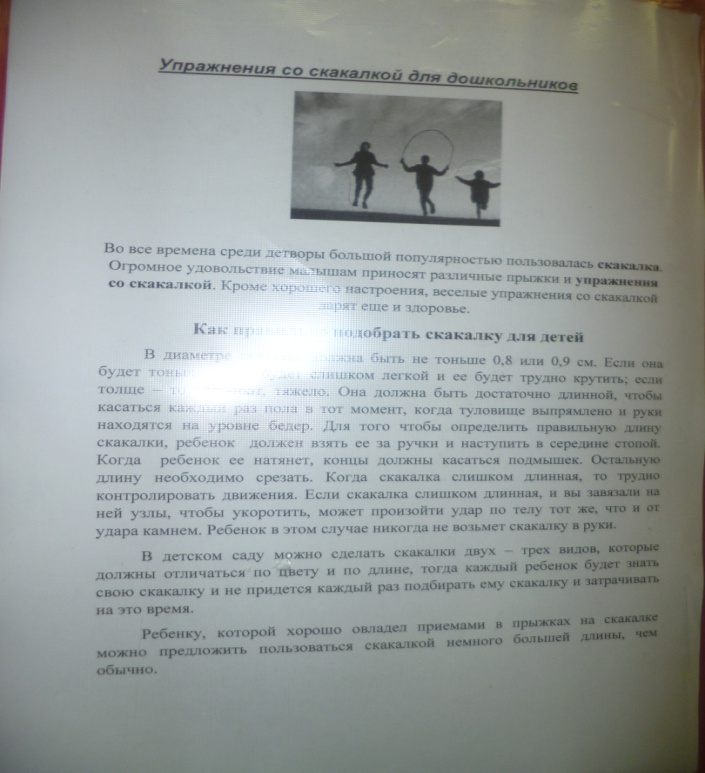 Упражнения со скакалкой для дошкольников
Во все времена среди детворы большой популярностью пользовалась скакалка.
Огромное удовольствие малышам приносят различные прыжки и упражнения
со скакалкой. Кроме хорошего настроения, веселые упражнения со скакалкой
дарят еще и здоровье.
Как правильно подобрать скакалку для детей
В диаметре должна быть не тоньше 0,8 или 0,9 см. Если она
будет слишком легкой и ее будет трудно крутить; если
толще – тяжело. Она должна быть достаточно длинной, чтобы
касаться каждый раз пола в тот момент, когда туловище выпрямлено и руки
находятся на уровне бедер. Для того чтобы определить правильную длину
скакалки, ребенок должен взять ее за ручки и наступить в середине стопой.
Когда ребенок ее натянет, концы должны касаться подмышек. Остальную
длину необходимо срезать. Когда скакалка слишком длинная, то трудно
контролировать движения. Если скакалка слишком длинная, и вы завязали на
ней узлы, чтобы укоротить, может произойти удар по телу тот же, что и от
удара камнем. Ребенок в этом случае никогда не возьмет скакалку в руки.
В детском саду можно сделать скакалки двух – трех видов, которые
должны отличаться по цвету и по длине, тогда каждый ребенок будет знать
свою скакалку и не придется каждый раз подбирать ему скакалку и затрачивать
на это время.
Ребенку, которой хорошо овладел приемами в прыжках на скакалке
можно предложить пользоваться скакалкой немного большей длины, чем
обычно.